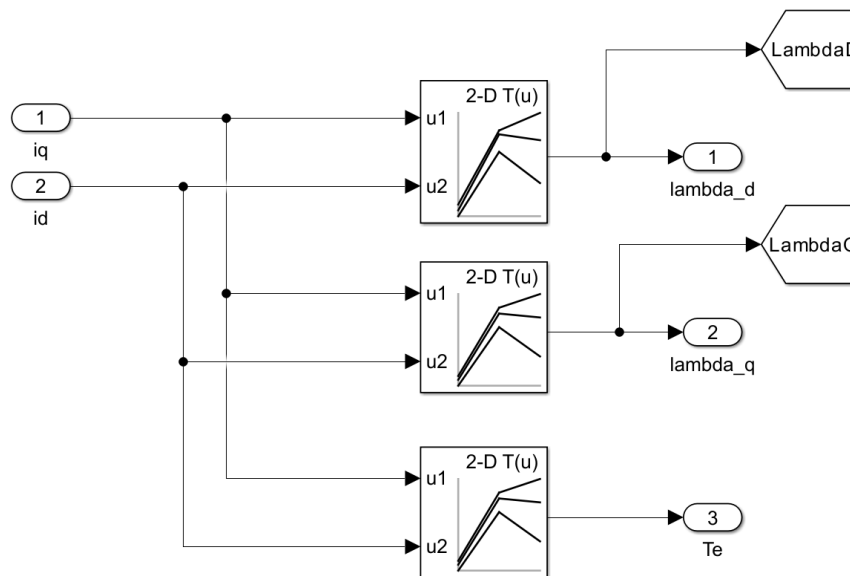 LambdaD
2-D T(u)
1
u1
iq
1
2
u2
lambda_d
id
2-D T(u)
u1
2
u2
lambda_q
2-D T(u)
u1
3
u2
Te